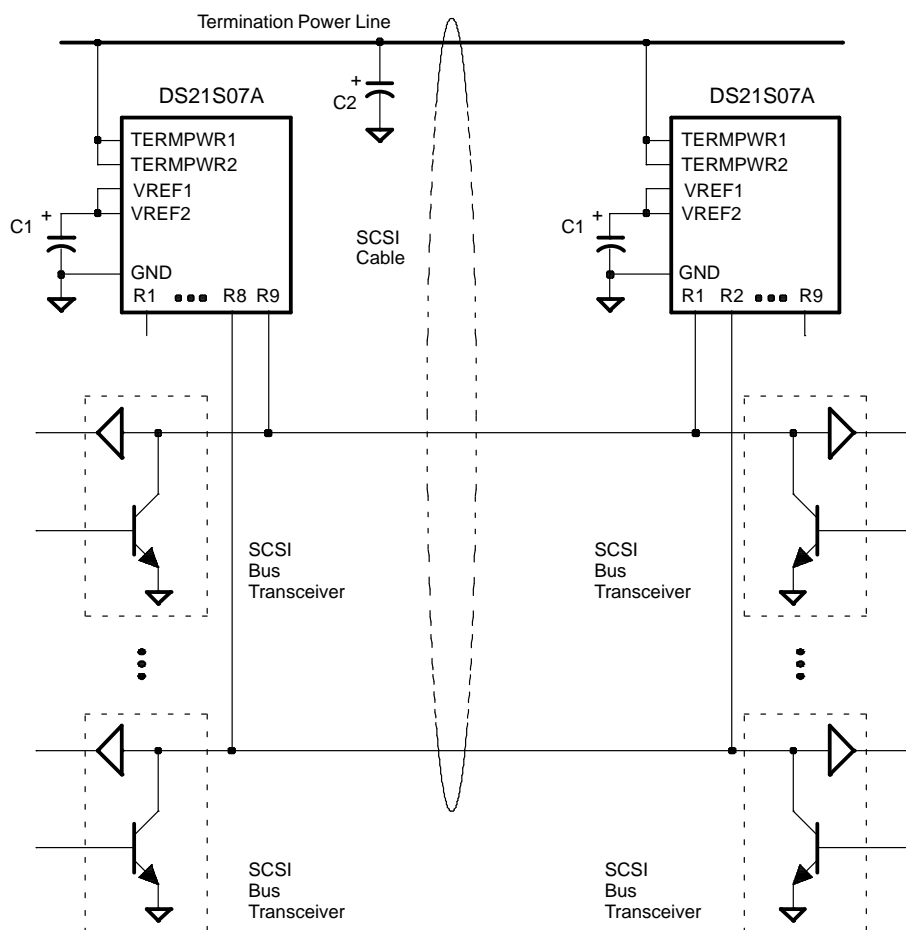 Termination Power Line
DS21S07A
+
C2
DS21S07A
TERMPWR1
TERMPWR2
VREF1
VREF2
GND
R1 R8 R9
+
C1
SCSI
Cable
TERMPWR1
TERMPWR2
VREF1
VREF2
GND
R1 R2 R9
+
C1
SCSI
Bus
Transceiver
SCSI
Bus
Transceiver
SCSI
Bus
Transceiver
SCSI
Bus
Transceiver